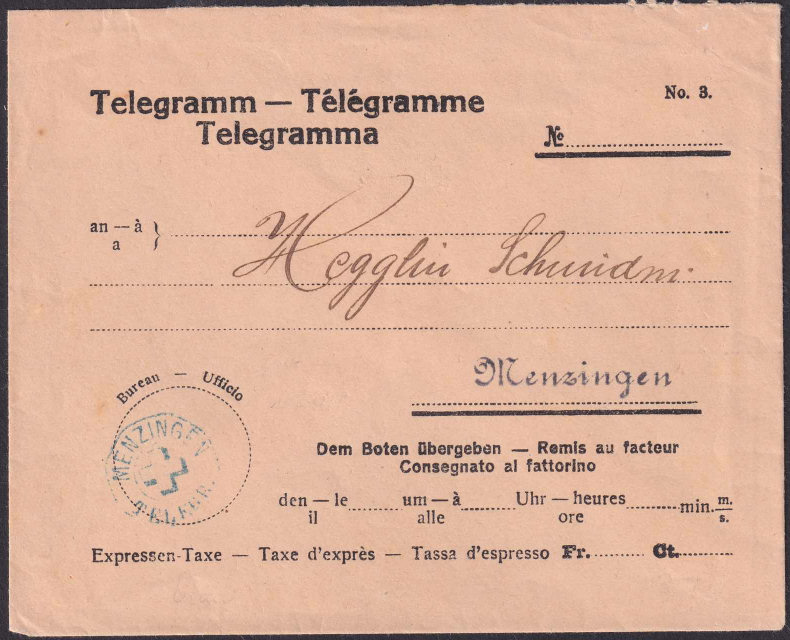 Telegramm — Télégramme
Telegramma
No. 3.
№
an — à
a
Hegglin Schmidm.
Menzingen
Bureau — Ufficio
MENZINGEN
TELEGR.
Dem Boten übergeben — Remis au facteur
Consegnato al fattorino
den — le um — à Uhr — heures min. m./s.
il alle ore
Expressen-Taxe — Taxe d'exprès — Tassa d'espresso Fr. Ct.